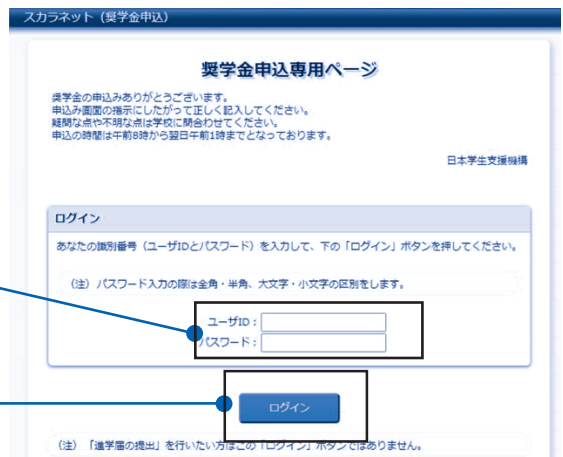 スカラネット（奨学金申込）
奨学金申込専用ページ
奨学金の申込みありがとうございます。
申込み画面の指示にしたがって正しく記入してください。
疑問な点や不明な点は学校に問合わせてください。
申込の時間は午前8時から翌日午前1時までとなっております。
日本学生支援機構
ログイン
あなたの識別番号（ユーザIDとパスワード）を入力して、下の「ログイン」ボタンを押してください。
（注）パスワード入力の際は全角・半角、大文字・小文字の区別をします。
ユーザID：
パスワード：
ログイン
（注）「進学届の提出」を行いたい方はこの「ログイン」ボタンではありません。